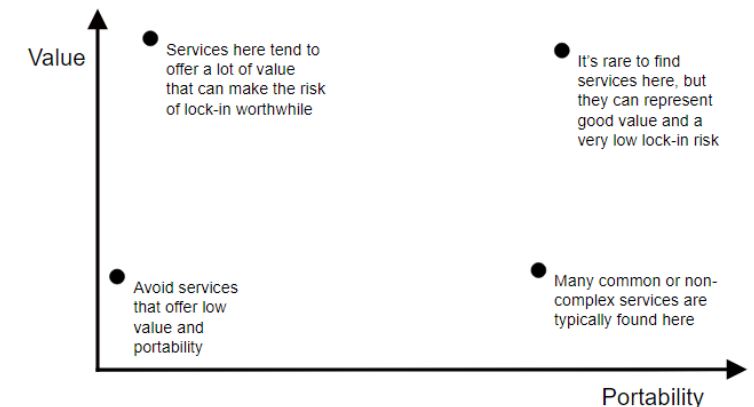 Value
Services here tend to
offer a lot of value
that can make the risk
of lock-in worthwhile
It's rare to find
services here, but
they can represent
good value and a
very low lock-in risk
Avoid services
that offer low
value and
portability
Many common or non-
complex services are
typically found here
Portability